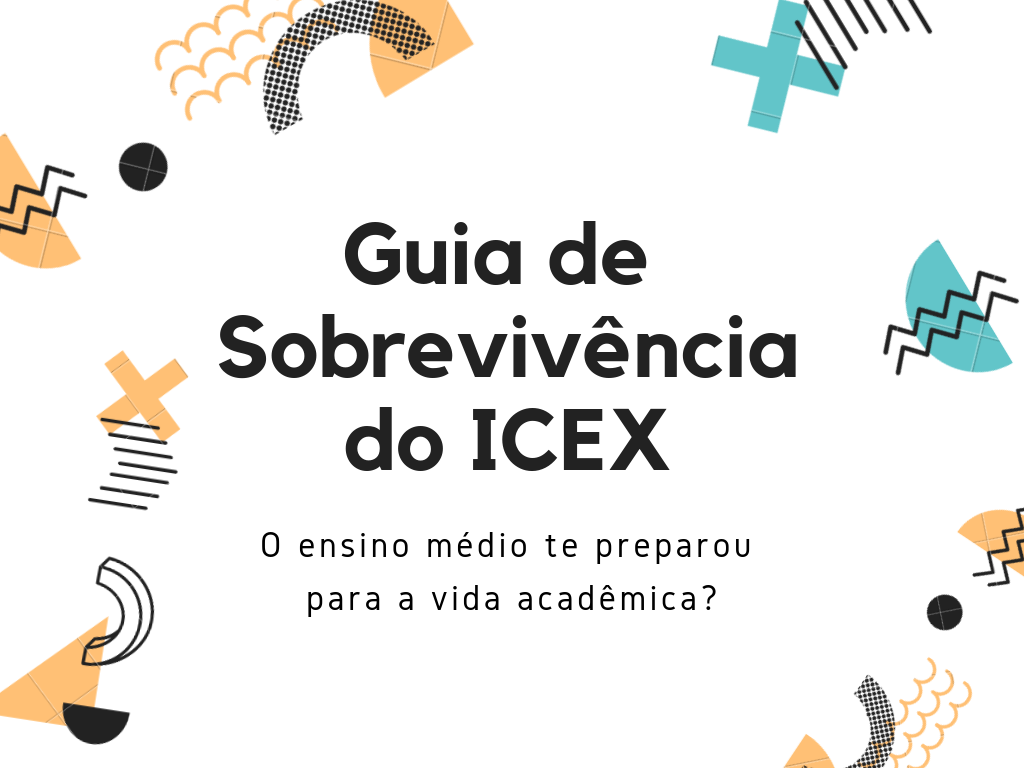 Guia de
Sobrevivência
do ICEX
O ensino médio te preparou
para a vida acadêmica?